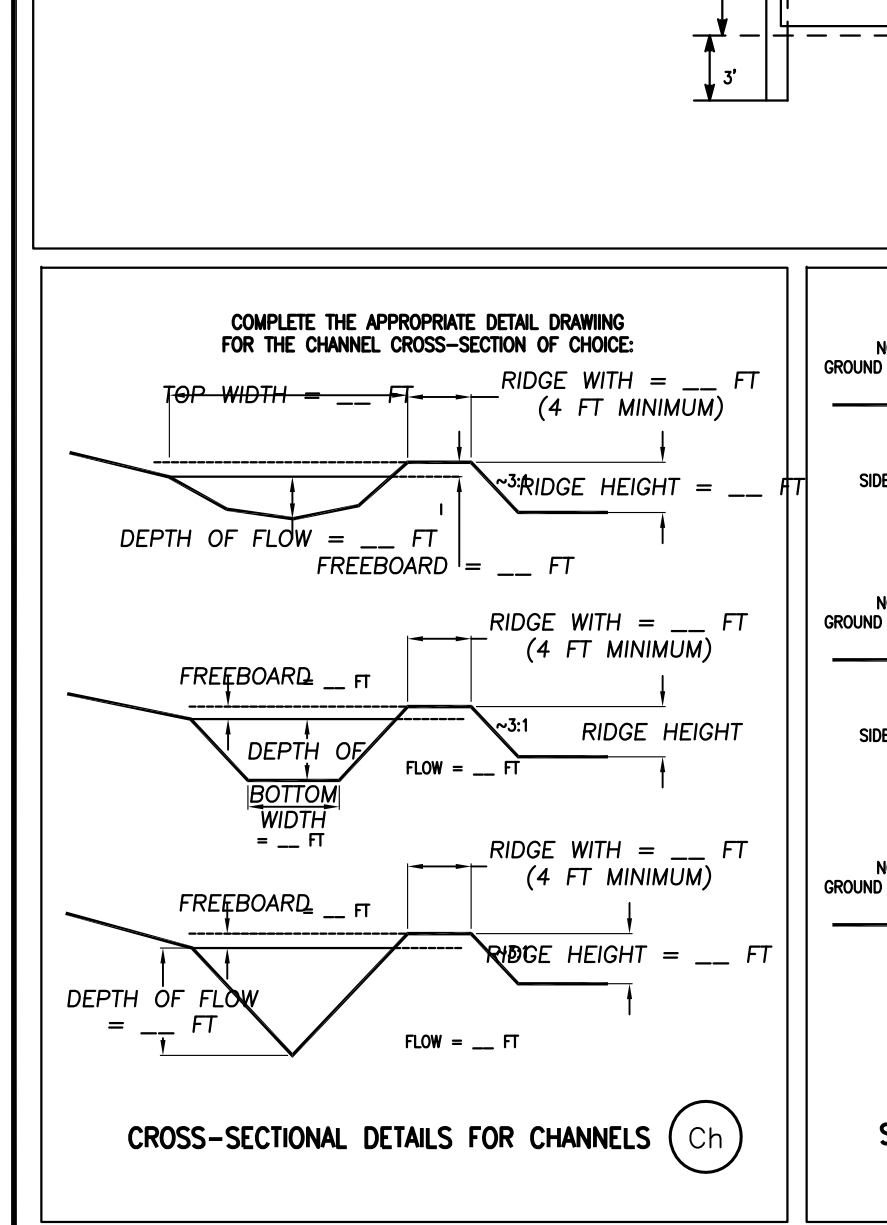 3'
COMPLETE THE APPROPRIATE DETAIL DRAWIING
FOR THE CHANNEL CROSS-SECTION OF CHOICE:
TOP WIDTH = __ FT
RIDGE WITH = __ FT
(4 FT MINIMUM)
~3:1
RIDGE HEIGHT = __ FT
DEPTH OF FLOW = __ FT
FREEBOARD = __ FT
RIDGE WITH = __ FT
(4 FT MINIMUM)
FREEBOARD = __ FT
~3:1
RIDGE HEIGHT
DEPTH OF
FLOW = __ FT
BOTTOM
WIDTH
= __ FT
RIDGE WITH = __ FT
(4 FT MINIMUM)
FREEBOARD = __ FT
~3:1
RIDGE HEIGHT = __ FT
DEPTH OF FLOW
= __ FT
FLOW = __ FT
CROSS-SECTIONAL DETAILS FOR CHANNELS
Ch
GROUND
GROUND
GROUND